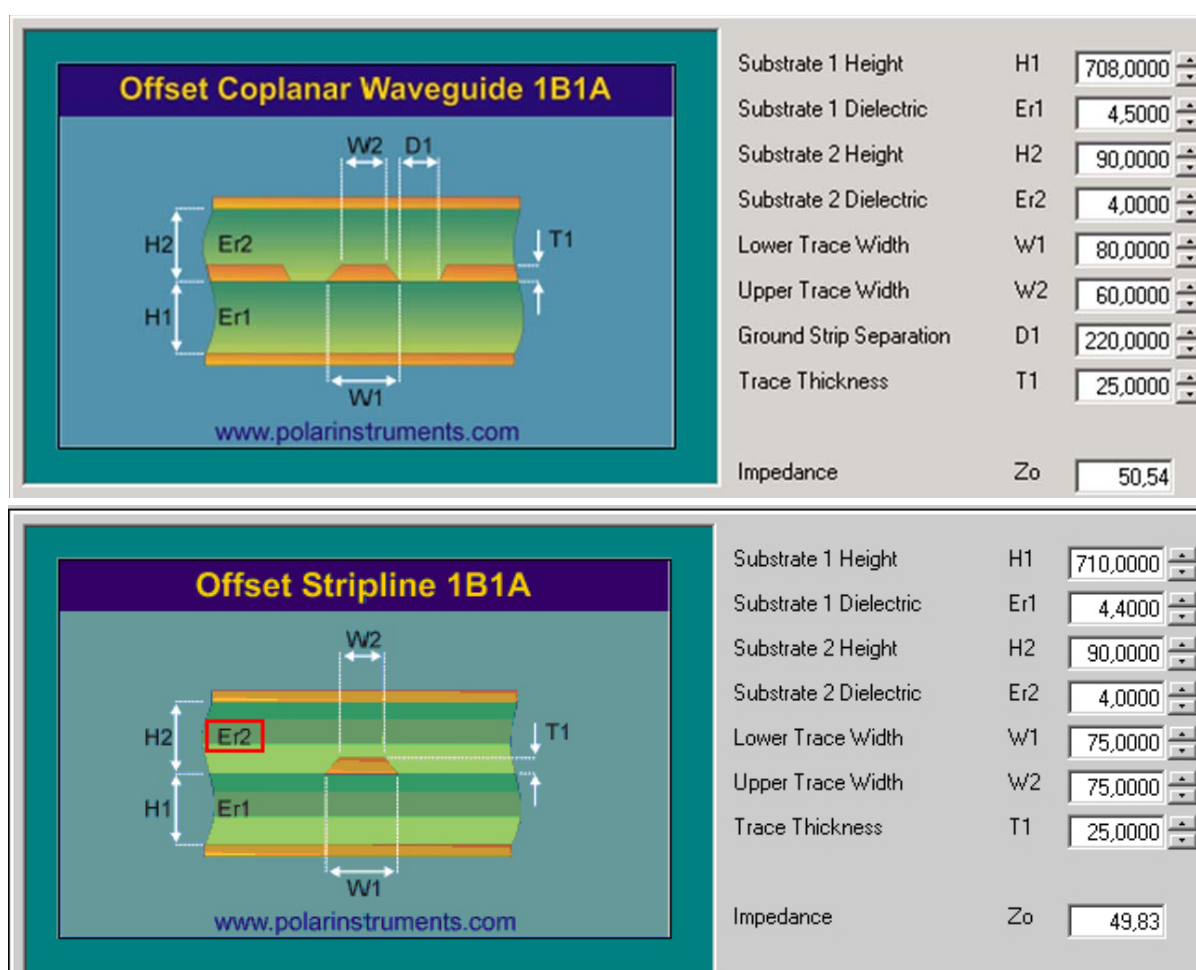 Offset Coplanar Waveguide 1B1A
W2 D1
H2 Er2 T1
H1 Er1
W1
www.polarinstruments.com
Substrate 1 Height H1 708,0000
Substrate 1 Dielectric Er1 4,5000
Substrate 2 Height H2 90,0000
Substrate 2 Dielectric Er2 4,0000
Lower Trace Width W1 80,0000
Upper Trace Width W2 60,0000
Ground Strip Separation D1 220,0000
Trace Thickness T1 25,0000
Impedance Zo 50,54
Offset Stripline 1B1A
W2
H2 Er2 T1
H1 Er1
W1
www.polarinstruments.com
Substrate 1 Height H1 710,0000
Substrate 1 Dielectric Er1 4,4000
Substrate 2 Height H2 90,0000
Substrate 2 Dielectric Er2 4,0000
Lower Trace Width W1 75,0000
Upper Trace Width W2 75,0000
Trace Thickness T1 25,0000
Impedance Zo 49,83